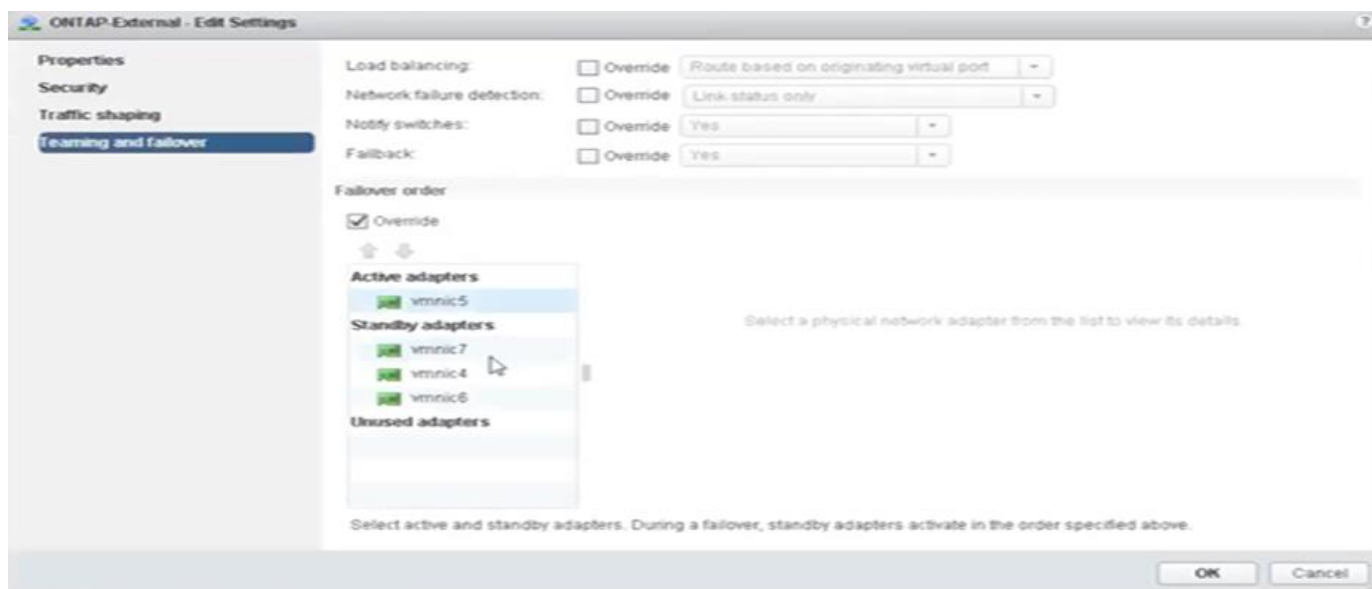 ONTAP-External - Edit Settings
?
Properties
Security
Traffic shaping
Teaming and failover
Load balancing:
Override
Route based on originating virtual port
Network failure detection:
Override
Link status only
Notify switches:
Override
Yes
Failback:
Override
Yes
Failover order
Override
Active adapters
vmnic5
Standby adapters
vmnic7
vmnic4
vmnic6
Unused adapters
Select a physical network adapter from the list to view its details.
Select active and standby adapters. During a failover, standby adapters activate in the order specified above.
OK
Cancel